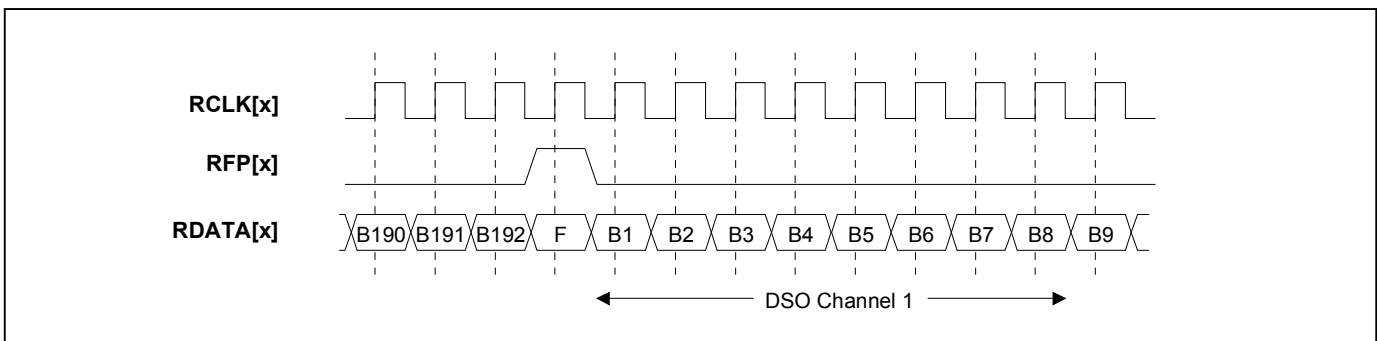 RCLK[x]
RFP[x]
RDATA[x] B190 B191 B192 F B1 B2 B3 B4 B5 B6 B7 B8 B9
DSO Channel 1